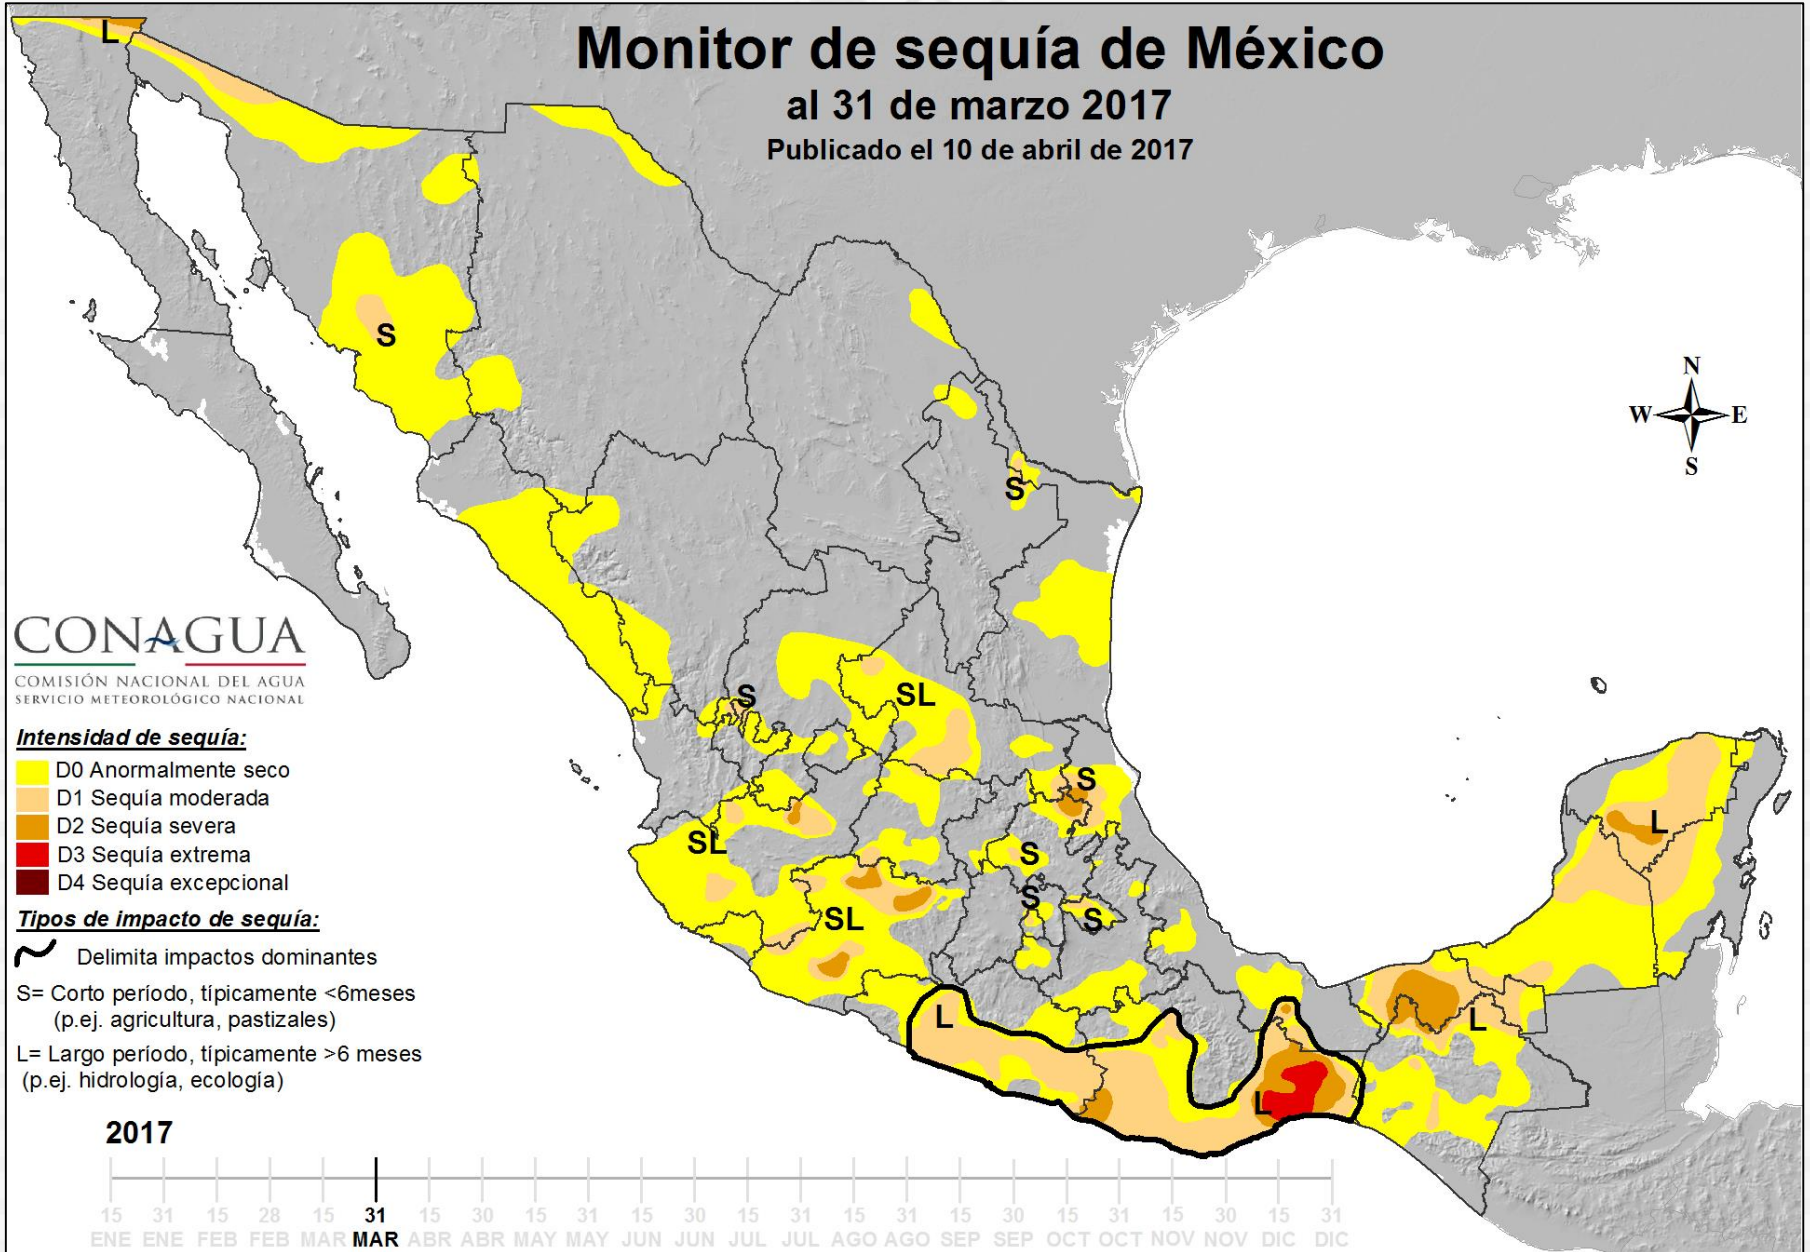 Monitor de sequía de México
al 31 de marzo 2017
Publicado el 10 de abril de 2017
L
S
S
SL
S
S
SL
S
S
S
SL
L
L
L
L
N
W E
S
CONAGUA
COMISIÓN NACIONAL DEL AGUA
SERVICIO METEOROLÓGICO NACIONAL
Intensidad de sequía:
D0 Anormalmente seco
D1 Sequía moderada
D2 Sequía severa
D3 Sequía extrema
D4 Sequía excepcional
Tipos de impacto de sequía:
Delimita impactos dominantes
S= Corto período, típicamente <6meses
(p.ej. agricultura, pastizales)
L= Largo período, típicamente >6 meses
(p.ej. hidrología, ecología)
2017
15 31 15 28 15 31 15 30 15 31 15 30 15 31 15 31 15 30 15 31 15 30 15 31
ENE ENE FEB FEB MAR MAR ABR ABR MAY MAY JUN JUN JUL JUL AGO AGO SEP SEP OCT OCT NOV NOV DIC DIC